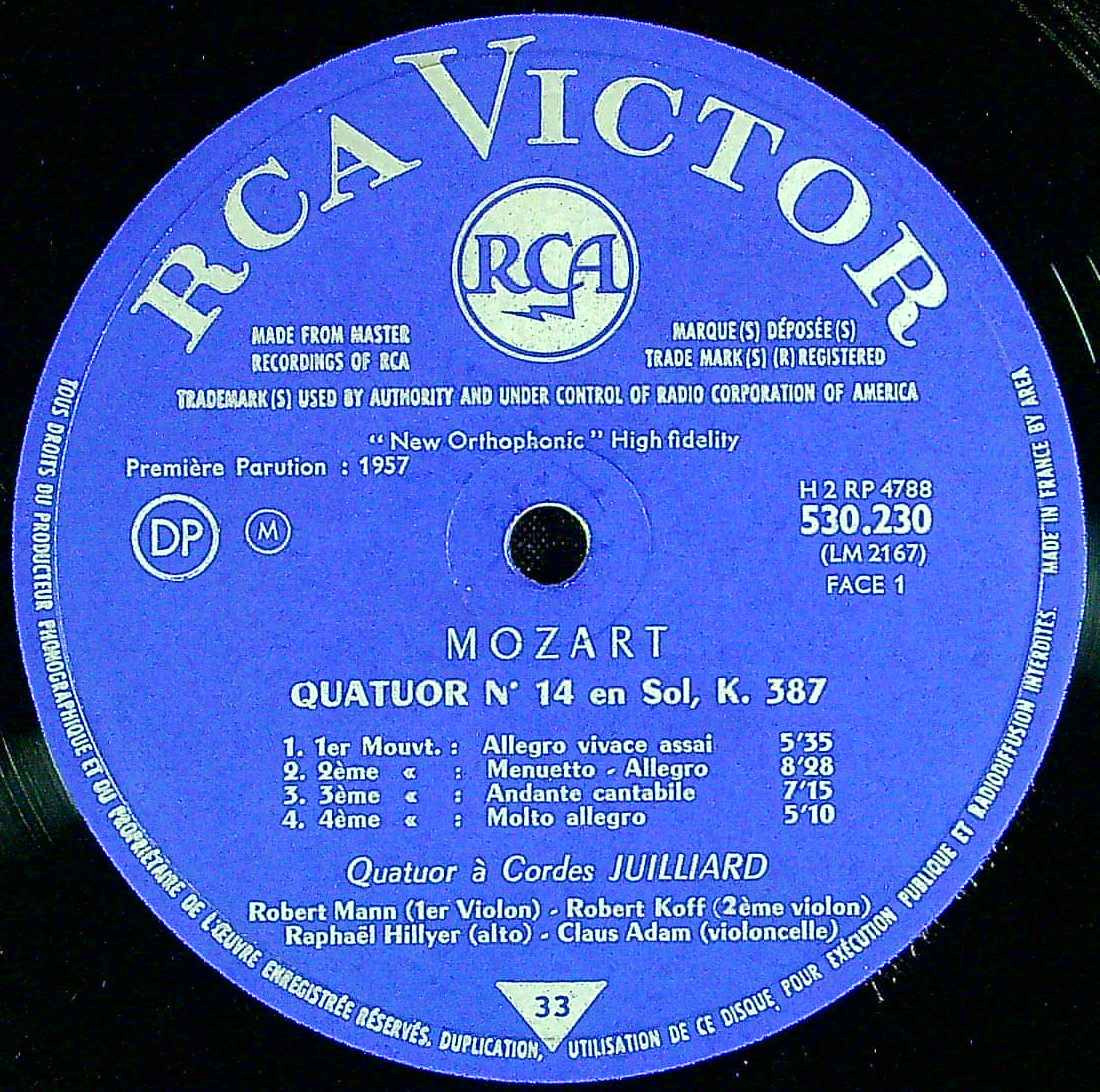 RCA VICTOR
RCA
MADE FROM MASTER
RECORDINGS OF RCA
MARQUE(S) DÉPOSÉE(S)
TRADE MARK(S) (R) REGISTERED
TRADEMARK(S) USED BY AUTHORITY AND UNDER CONTROL OF RADIO CORPORATION OF AMERICA
“New Orthophonic” High fidelity
Première Parution : 1957
DP
M
H 2 RP 4788
530.230
(LM 2167)
FACE 1
MOZART
QUATUOR N° 14 en Sol, K. 387
1. 1er Mouvt. : Allegro vivace assai 5'35
2. 2ème « : Menuetto - Allegro 8'28
3. 3ème « : Andante cantabile 7'15
4. 4ème « : Molto allegro 5'10
Quatuor à Cordes JUILLIARD
Robert Mann (1er Violon) - Robert Koff (2ème violon)
Raphaël Hillyer (alto) - Claus Adam (violoncelle)
33
TOUS DROITS DU PRODUCTEUR PHONOGRAPHIQUE ET DU PROPRIÉTAIRE DE L'ŒUVRE ENREGISTRÉE RÉSERVÉS. DUPLICATION, UTILISATION DE CE DISQUE POUR EXÉCUTION PUBLIQUE ET RADIODIFFUSION INTERDITES. MADE IN FRANCE BY AREA